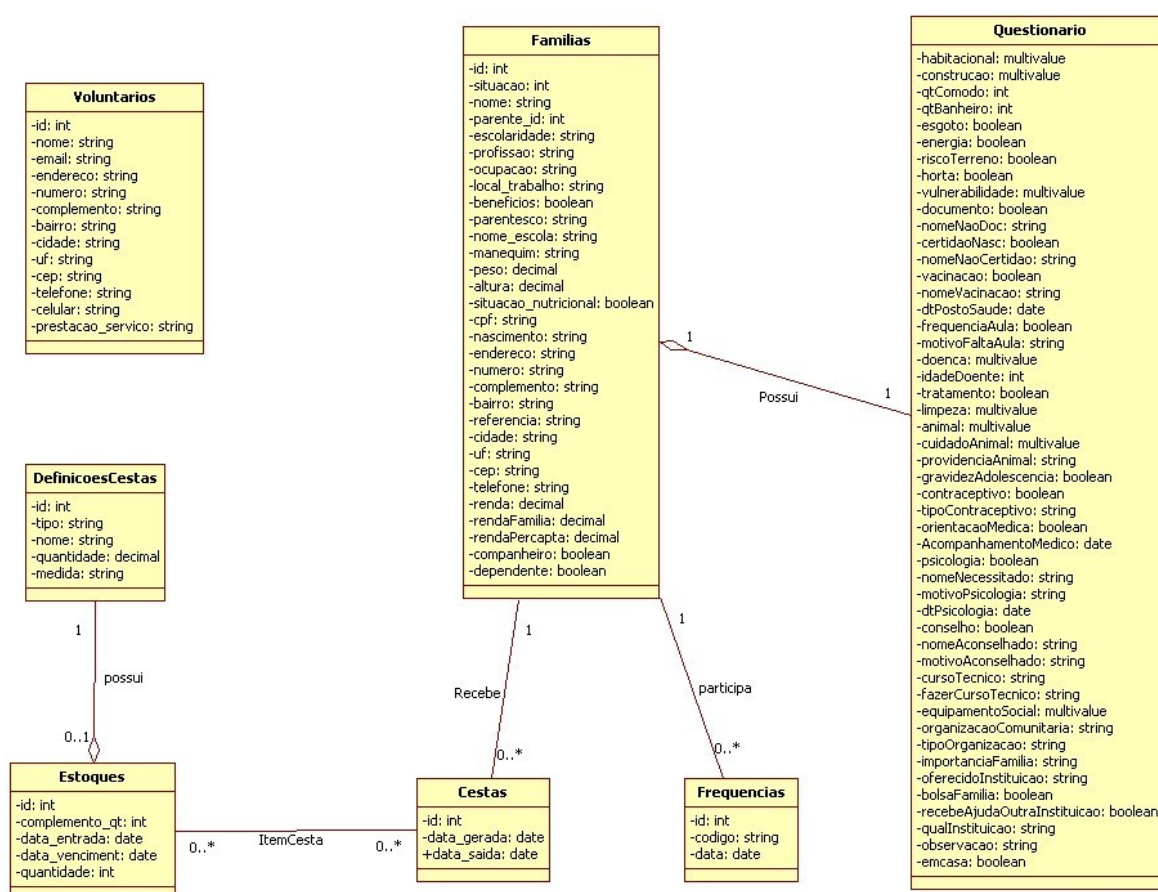 Voluntarios
-id: int
-nome: string
-email: string
-endereco: string
-numero: string
-complemento: string
-bairro: string
-cidade: string
-uf: string
-cep: string
-telefone: string
-celular: string
-prestacao_servico: string
Familias
-id: int
-situacao: int
-nome: string
-parente_id: int
-escolaridade: string
-profissao: string
-ocupacao: string
-local_trabalho: string
-beneficios: boolean
-parentesco: string
-nome_escola: string
-manequim: string
-peso: decimal
-altura: decimal
-situacao_nutricional: boolean
-cpf: string
-nascimento: string
-endereco: string
-numero: string
-complemento: string
-bairro: string
-referencia: string
-cidade: string
-uf: string
-cep: string
-telefone: string
-renda: decimal
-rendaFamilia: decimal
-rendaPercapta: decimal
-companheiro: boolean
-dependente: boolean
1
Possui
1
Questionario
-habitacional: multivalue
-construcao: multivalue
-qtComodo: int
-qtBanheiro: int
-esgoto: boolean
-energia: boolean
-riscoTerreno: boolean
-horta: boolean
-vulnerabilidade: multivalue
-documento: boolean
-nomeNaoDoc: string
-certidaoNasc: boolean
-nomeNaoCertidao: string
-vacinacao: boolean
-nomeVacinacao: string
-dtPostoSaude: date
-frequenciaAula: boolean
-motivoFaltaAula: string
-doenca: multivalue
-idadeDoente: int
-tratamento: boolean
-limpeza: multivalue
-animal: multivalue
-cuidadoAnimal: multivalue
-providenciaAnimal: string
-gravidezAdolescencia: boolean
-contraceptivo: boolean
-tipoContraceptivo: string
-orientacaoMedica: boolean
-AcompanhamentoMedico: date
-psicologia: boolean
-nomeNecessitado: string
-motivoPsicologia: string
-dtPsicologia: date
-conselho: boolean
-nomeAconselhado: string
-motivoAconselhado: string
-cursoTecnico: string
-fazerCursoTecnico: string
-equipamentoSocial: multivalue
-organizacaoComunitaria: string
-tipoOrganizacao: string
-importanciaFamilia: string
-oferecidoInstituicao: string
-bolsaFamilia: boolean
-recebeAjudaOutraInstituicao: boolean
-qualInstituicao: string
-observacao: string
-emcasa: boolean
DefinicoesCestas
-id: int
-tipo: string
-nome: string
-quantidade: decimal
-medida: string
1
possui
0..1
1
Recebe
0..*
1
participa
0..*
Estoques
-id: int
-complemento_qt: int
-data_entrada: date
-data_venciment: date
-quantidade: int
0..*
ItemCesta
0..*
Cestas
-id: int
-data_gerada: date
+data_saida: date
Frequencias
-id: int
-codigo: string
-data: date